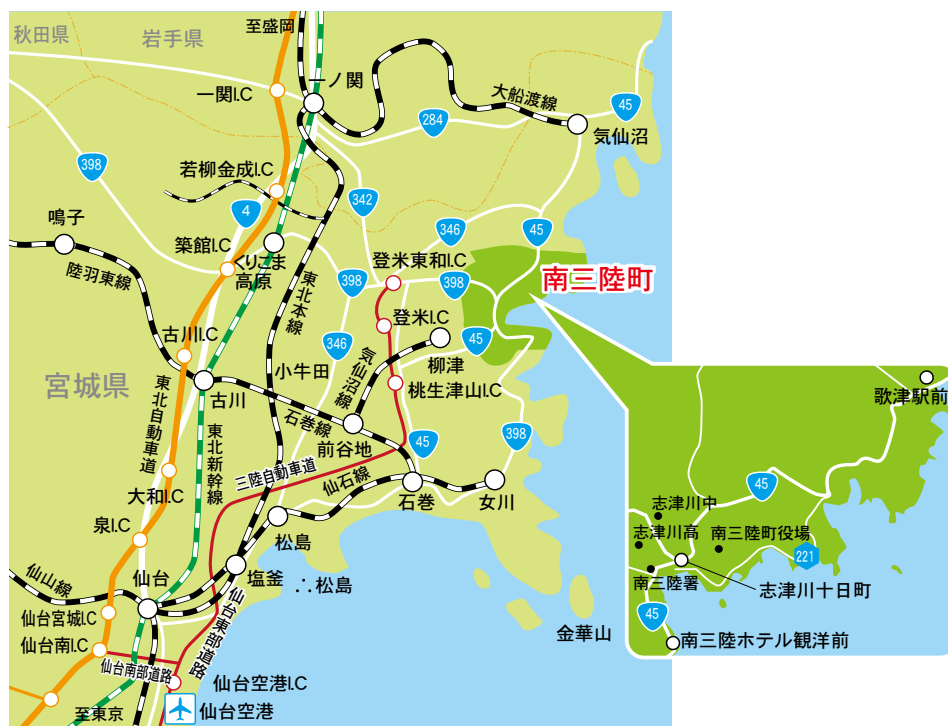 至盛岡
秋田県
岩手県
一ノ関
一関I.C
大船渡線
45
284
気仙沼
398
若柳金成I.C
342
4
鳴子
築館I.C
346
45
くりこま
高原
陸羽東線
東北本線
登米東和I.C
398
398
南三陸町
登米I.C
古川I.C
346
気仙沼線
45
柳津
小牛田
宮城県
古川
桃生津山I.C
歌津駅前
東北自動車道
東北新幹線
石巻線
前谷地
45
398
三陸自動車道
大和I.C
仙石線
石巻
女川
45
泉I.C
志津川中
松島
志津川高
南三陸町役場
221
仙山線
仙台
塩釜
∴松島
南三陸署
志津川十日町
仙台宮城I.C
仙台東部道路
45
金華山
仙台南I.C
南三陸ホテル観洋前
仙台南部道路
仙台空港I.C
至東京
仙台空港